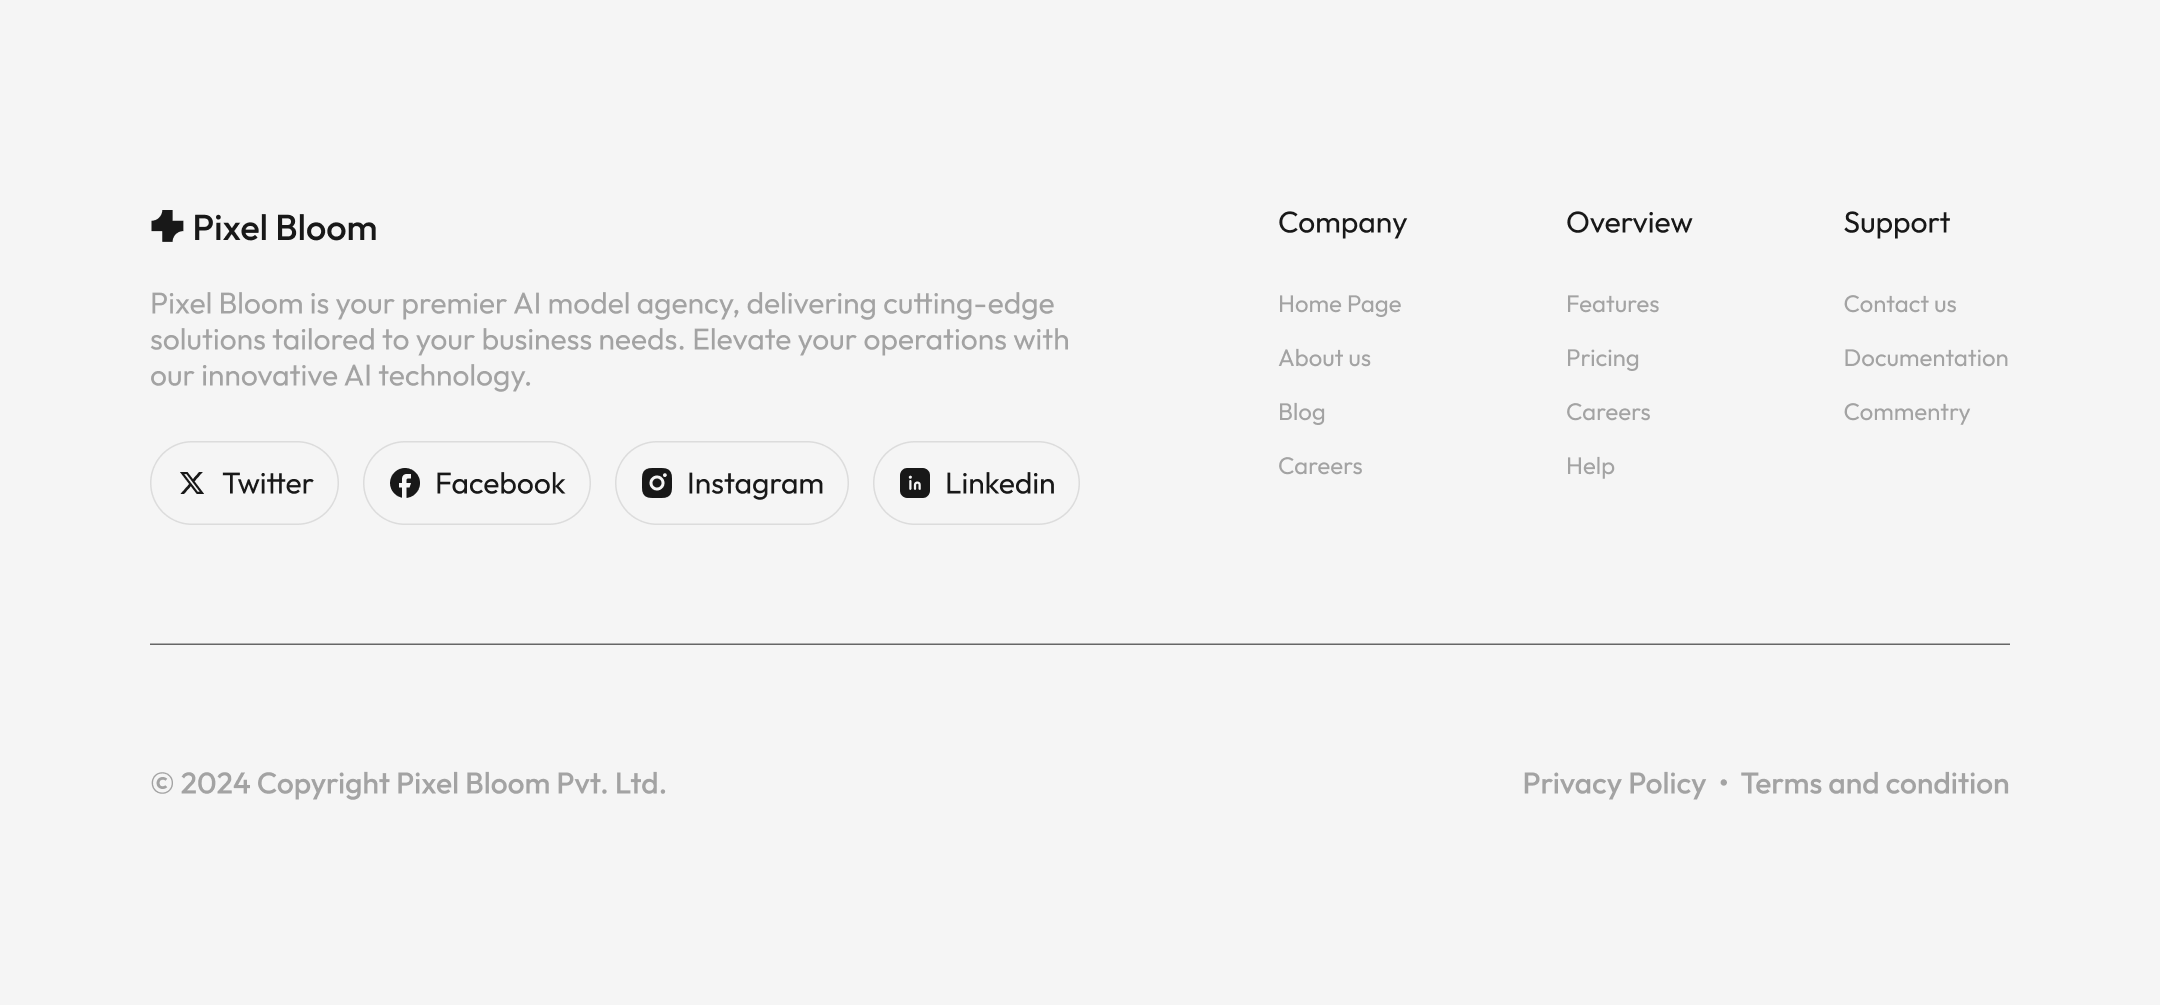 Pixel Bloom
Pixel Bloom is your premier AI model agency, delivering cutting-edge
solutions tailored to your business needs. Elevate your operations with
our innovative AI technology.
Twitter
Facebook
Instagram
Linkedin
Company
Home Page
About us
Blog
Careers
Overview
Features
Pricing
Careers
Help
Support
Contact us
Documentation
Commentry
© 2024 Copyright Pixel Bloom Pvt. Ltd.
Privacy Policy • Terms and condition